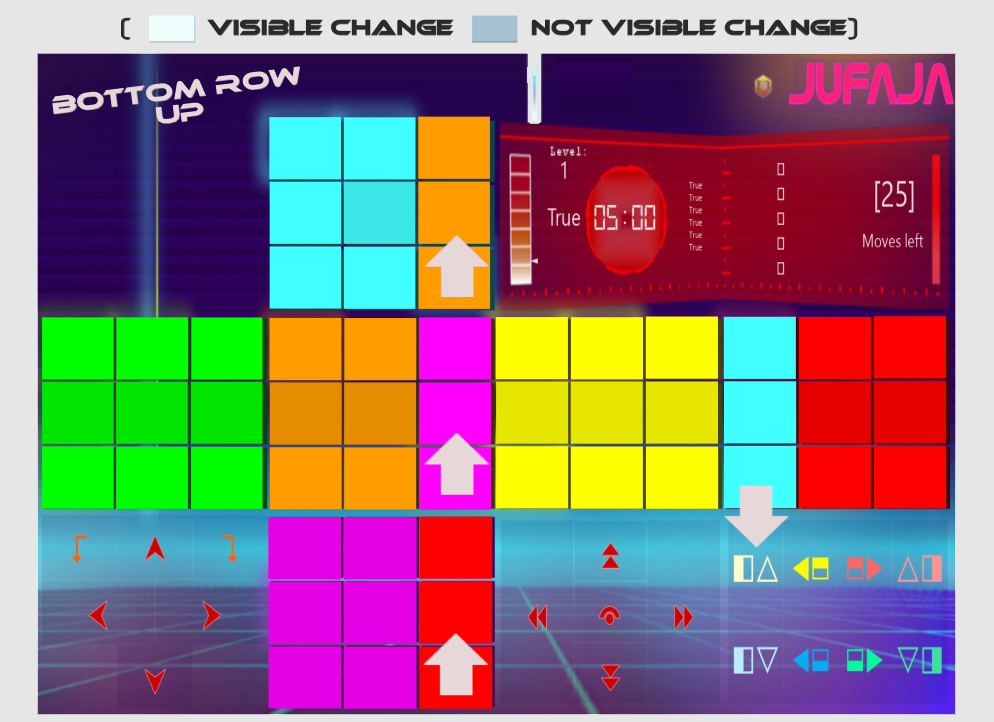 ( VISIBLE CHANGE NOT VISIBLE CHANGE)
BOTTOM ROW
UP
JUFAJA
Level:
1
True
05:00
True
True
True
True
True
True
[25]
Moves left